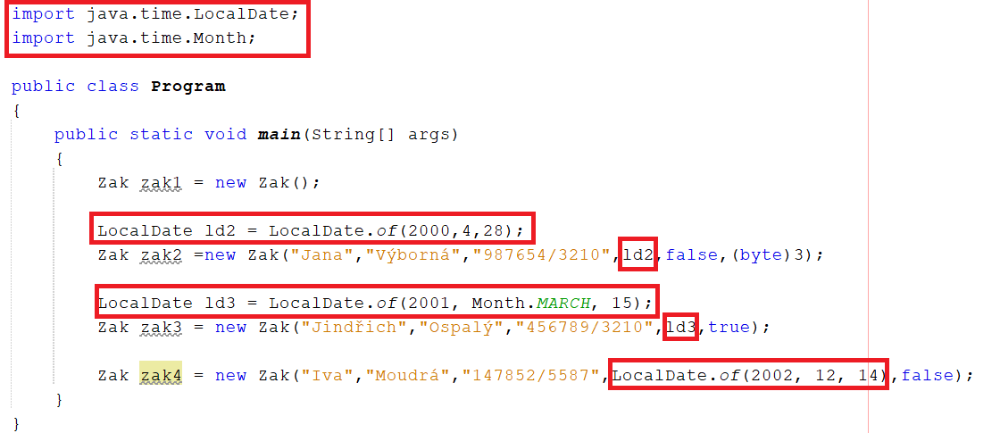 import java.time.LocalDate;
import java.time.Month;
public class Program
{
public static void main(String[] args)
{
Zak zak1 = new Zak();
LocalDate ld2 = LocalDate.of(2000,4,28);
Zak zak2 =new Zak("Jana","Výborná","987654/3210",ld2,false,(byte)3);
LocalDate ld3 = LocalDate.of(2001, Month.MARCH, 15);
Zak zak3 = new Zak("Jindřich","Ospalý","456789/3210",ld3,true);
Zak zak4 = new Zak("Iva","Moudrá","147852/5587",LocalDate.of(2002, 12, 14),false);
}
}